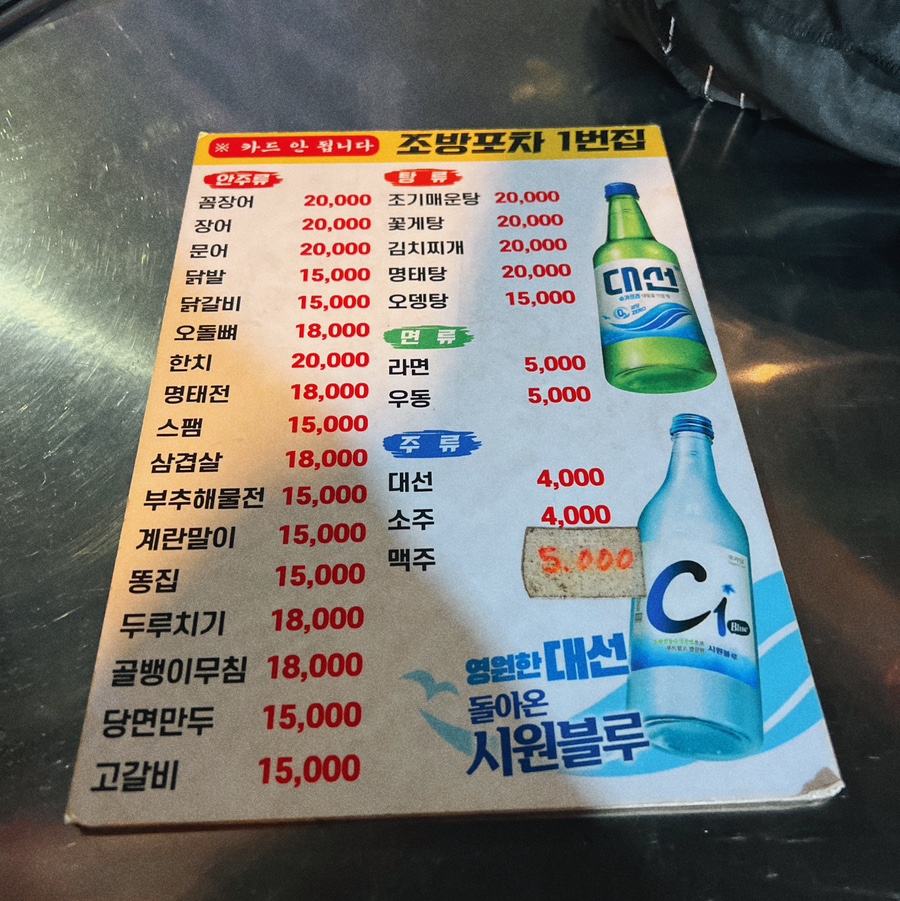 ※ 카드 안 됩니다 조방포차 1번집
안주류
꼼장어 20,000
장어 20,000
문어 20,000
닭발 15,000
닭갈비 15,000
오돌뼈 18,000
한치 20,000
명태전 18,000
스팸 15,000
삼겹살 18,000
부추해물전 15,000
계란말이 15,000
똥집 15,000
두루치기 18,000
골뱅이무침 18,000
당면만두 15,000
고갈비 15,000
탕 류
조기매운탕 20,000
꽃게탕 20,000
김치찌개 20,000
명태탕 20,000
오뎅탕 15,000
면 류
라면 5,000
우동 5,000
주 류
대선 4,000
소주 4,000
맥주 5.000
대선
Ci
Blue
시원블루
영원한 대선
돌아온
시원블루